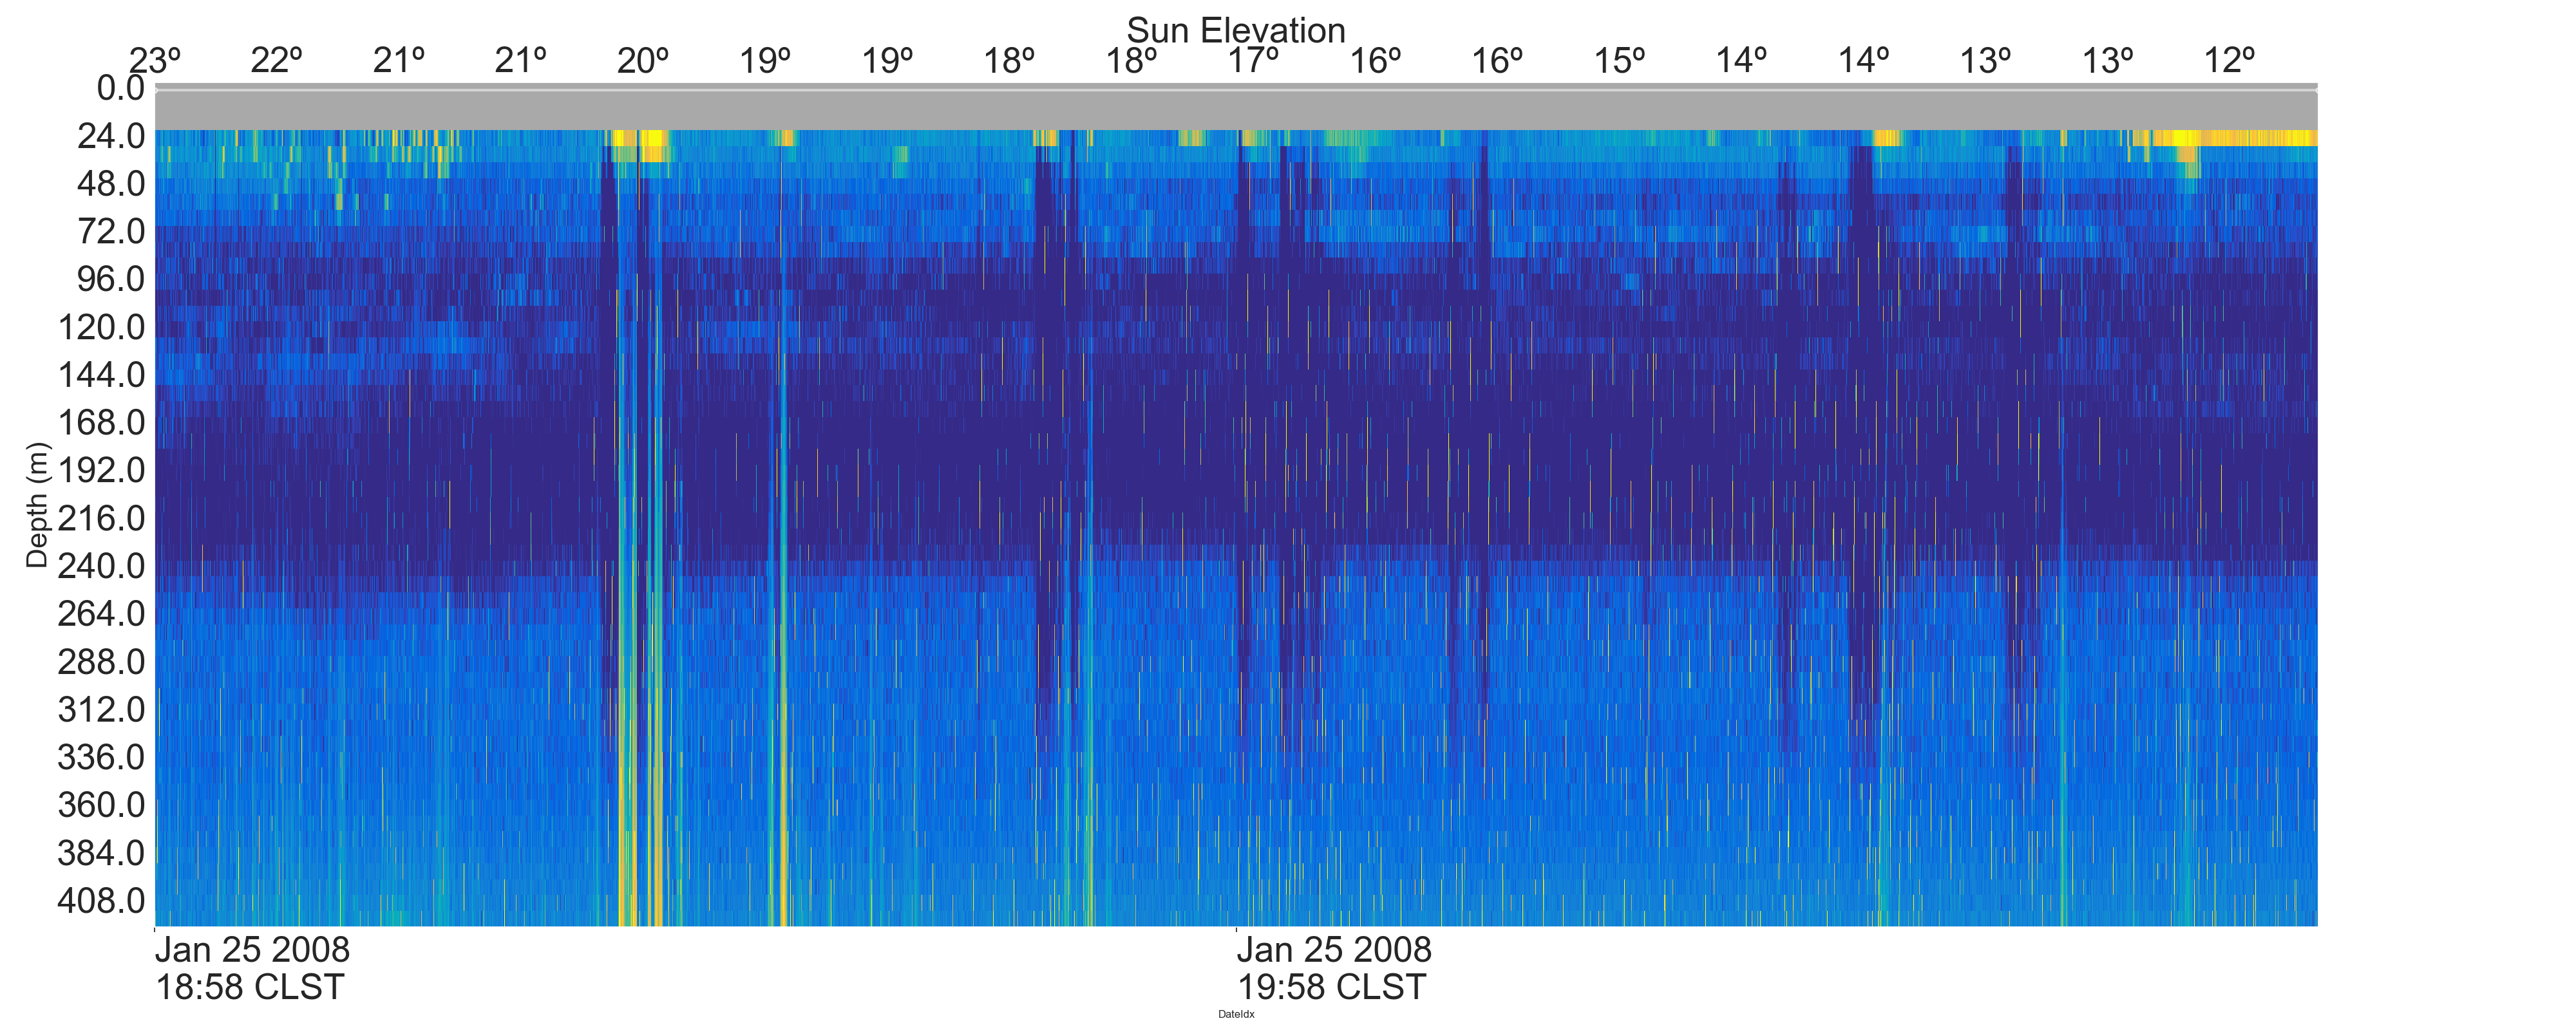 Sun Elevation
23º 22º 21º 21º 20º 19º 19º 18º 18º 17º 16º 16º 15º 14º 14º 13º 13º 12º
0.0
24.0
48.0
72.0
96.0
120.0
144.0
168.0
192.0
216.0
240.0
264.0
288.0
312.0
336.0
360.0
384.0
408.0
Depth (m)
Jan 25 2008
18:58 CLST
Jan 25 2008
19:58 CLST
DateIdx